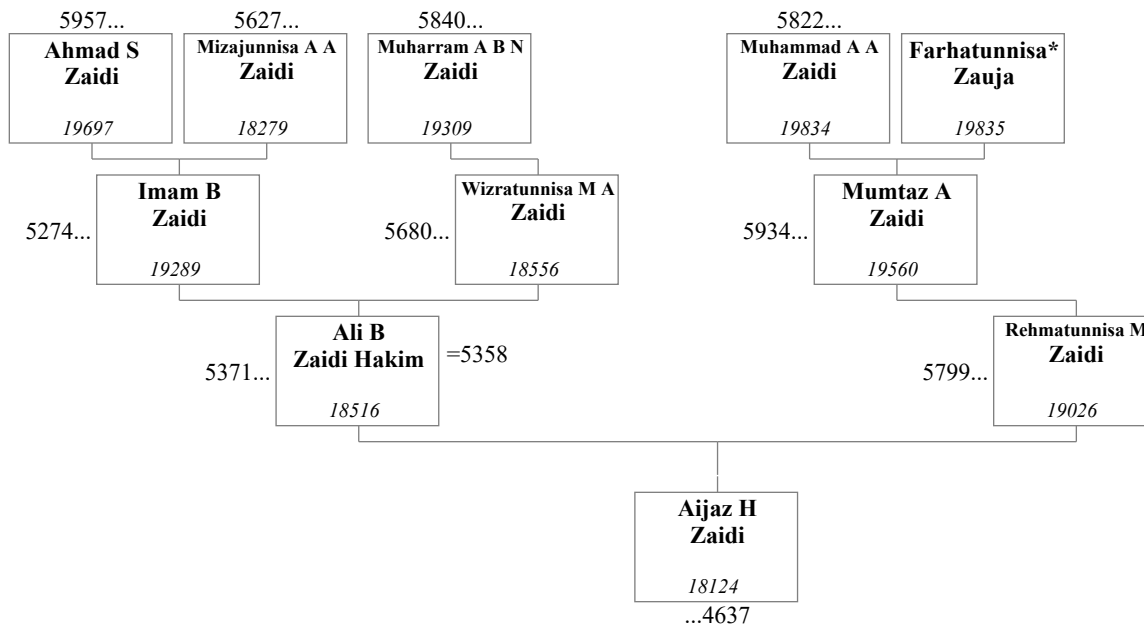 5957...
5627...
5840...
5822...
Ahmad S
Zaidi
19697
Mizajunnisa A A
Zaidi
18279
Muharram A B N
Zaidi
19309
Muhammad A A
Zaidi
19834
Farhatunnisa*
Zauja
19835
5274...
Imam B
Zaidi
19289
5680...
Wizratunnisa M A
Zaidi
18556
5934...
Mumtaz A
Zaidi
19560
5371...
Ali B
Zaidi Hakim
18516
=5358
5799...
Rehmatunnisa M
Zaidi
19026
Aijaz H
Zaidi
18124
...4637